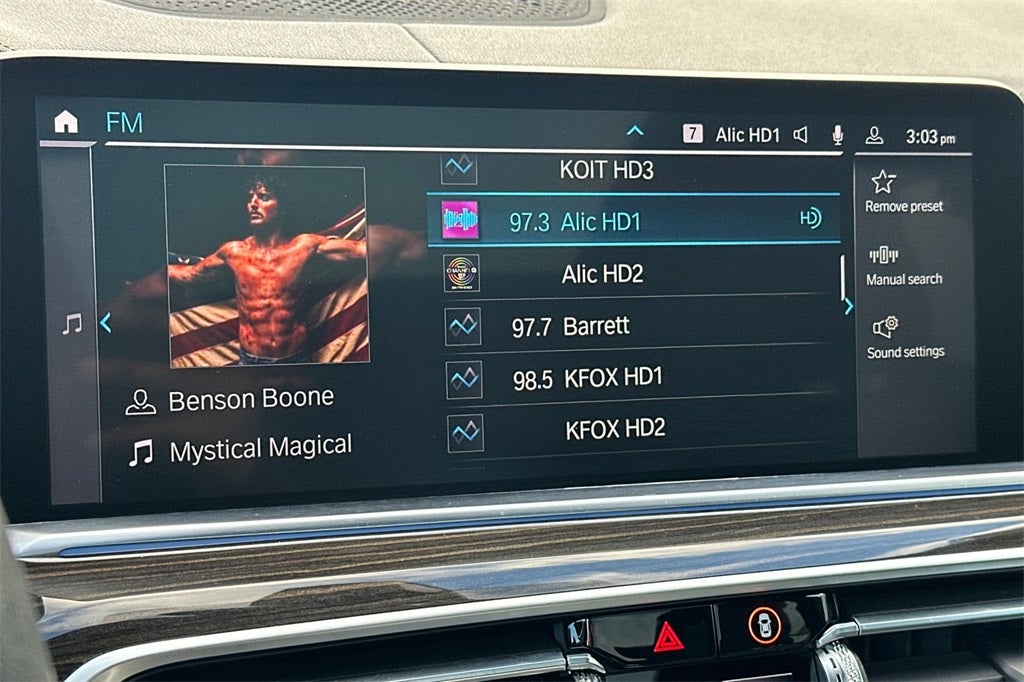 FM
7 Alic HD1 3:03 pm
KOIT HD3
97.3 Alic HD1 HD
Alic HD2
97.7 Barrett
98.5 KFOX HD1
KFOX HD2
Benson Boone
Mystical Magical
Remove preset
Manual search
Sound settings